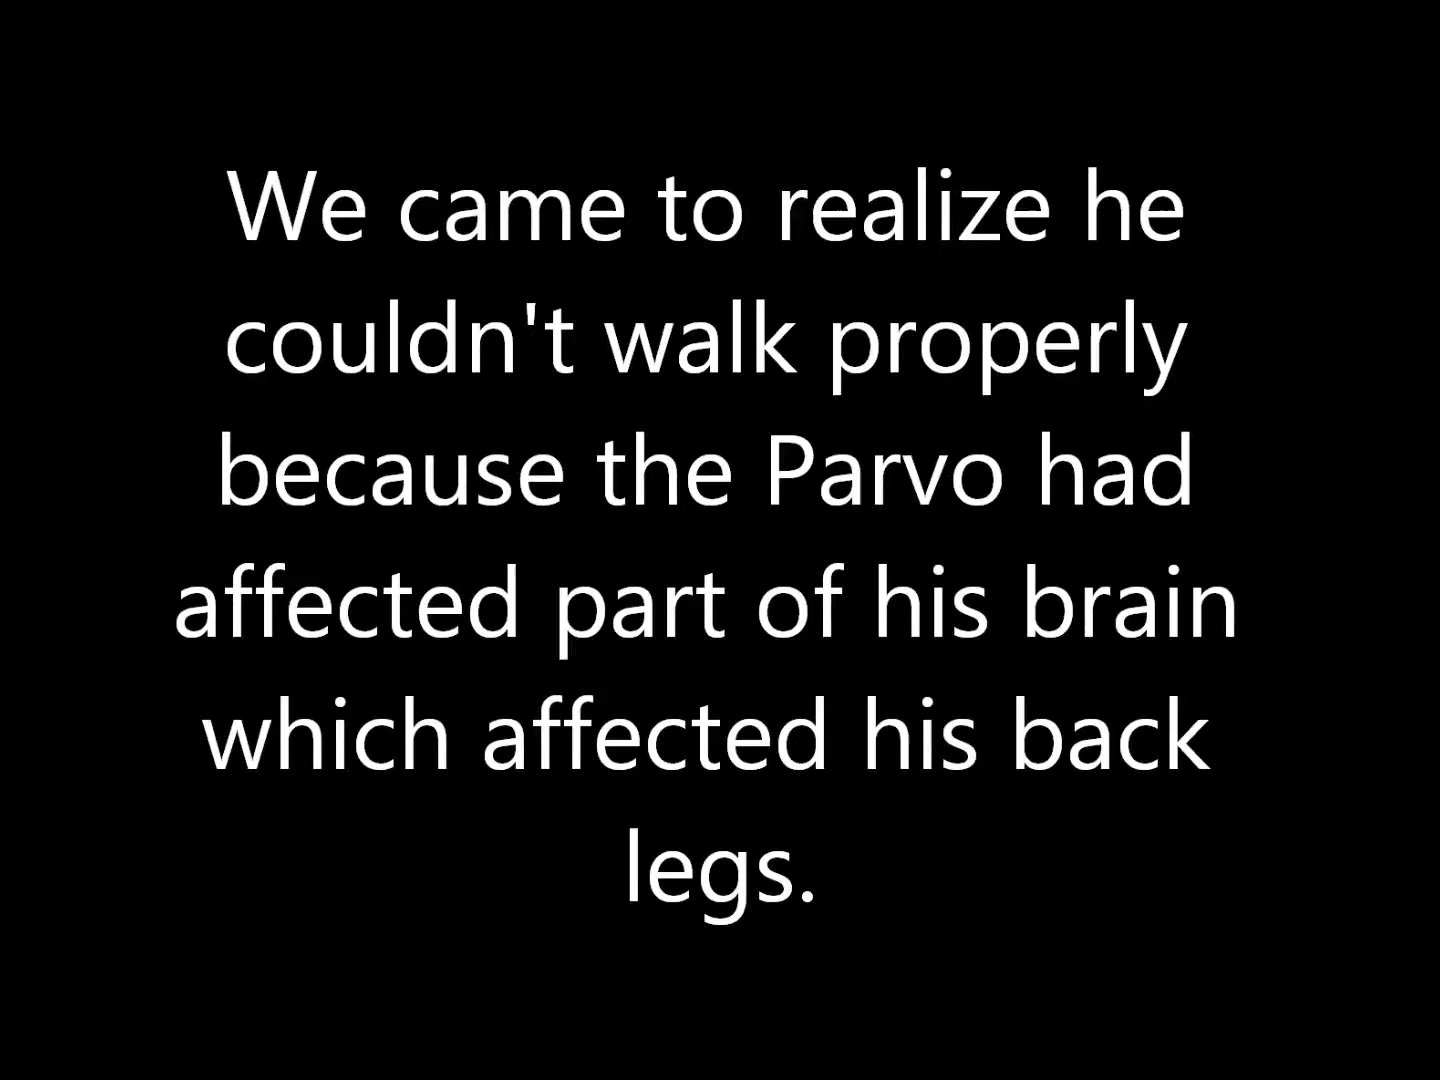 We came to realize he
couldn't walk properly
because the Parvo had
affected part of his brain
which affected his back
legs.